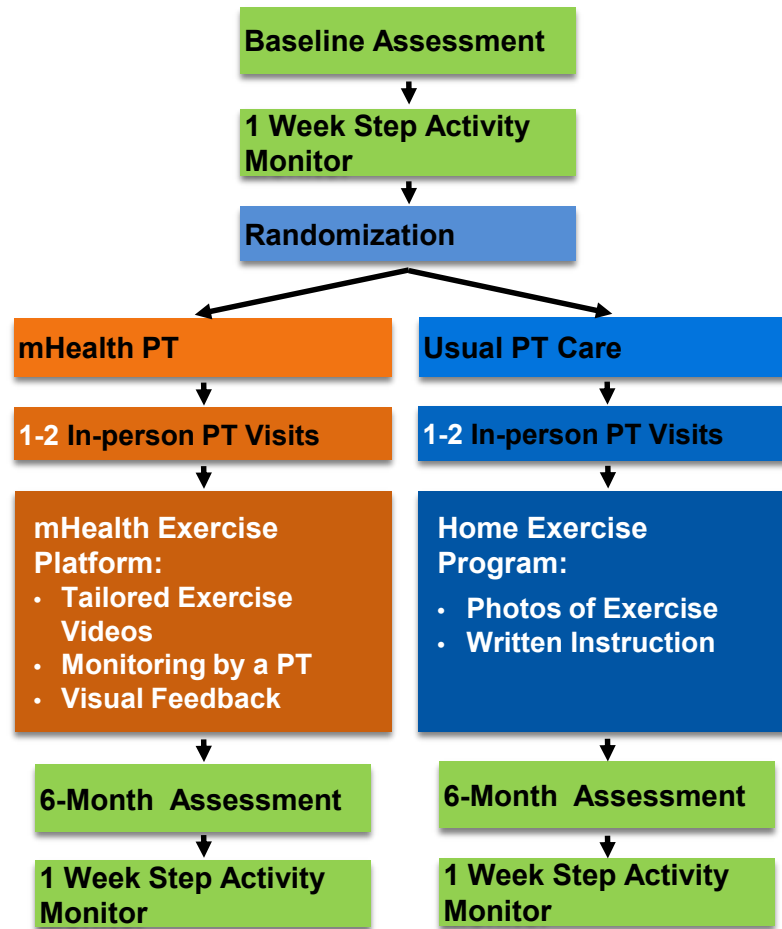 Baseline Assessment
1 Week Step Activity
Monitor
Randomization
mHealth PT
1-2 In-person PT Visits
mHealth Exercise
Platform:
• Tailored Exercise
Videos
• Monitoring by a PT
• Visual Feedback
6-Month Assessment
1 Week Step Activity
Monitor
Usual PT Care
1-2 In-person PT Visits
Home Exercise
Program:
• Photos of Exercise
• Written Instruction
6-Month Assessment
1 Week Step Activity
Monitor